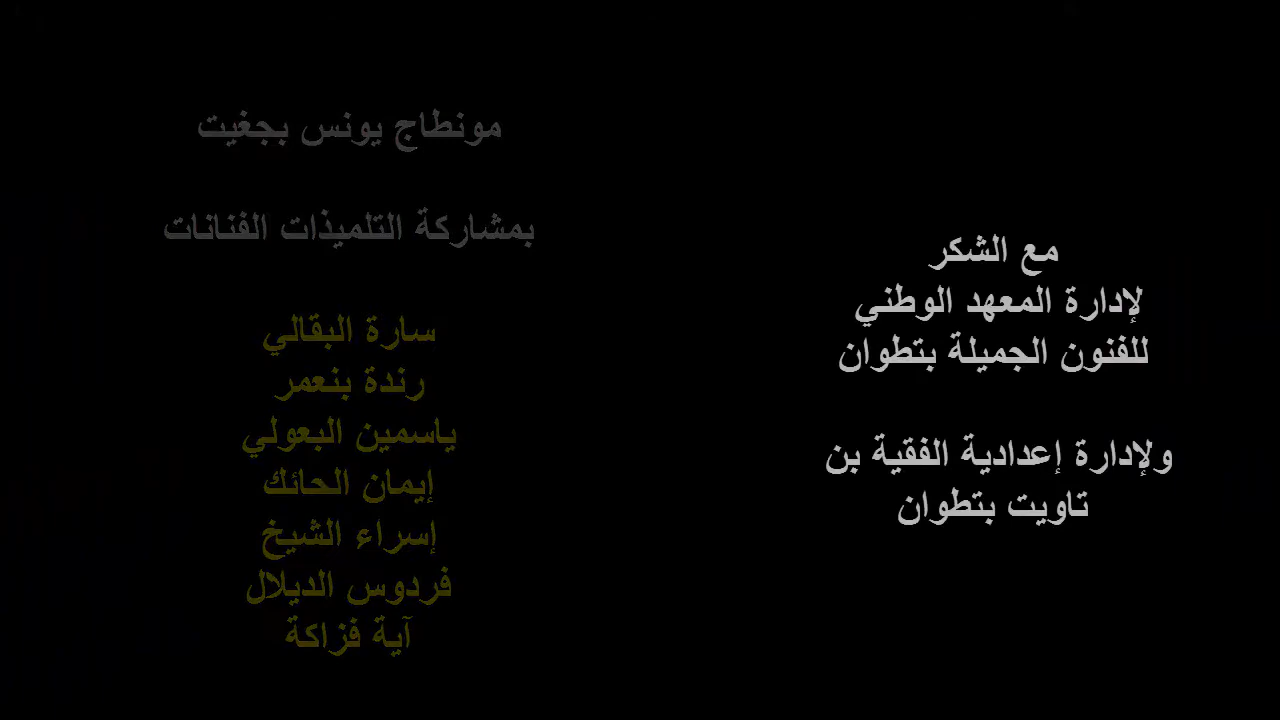 مع الشكر
لإدارة المعهد الوطني
للفنون الجميلة بتطوان
ولإدارة إعدادية الفقية بن
تاويت بتطوان
مونطاج يونس بجغيت
بمشاركة التلميذات الفنانات
سارة البقالي
رندة بنعمر
ياسمين البعولي
إيمان الحائك
إسراء الشيخ
فردوس الديلال
آية فزاكة